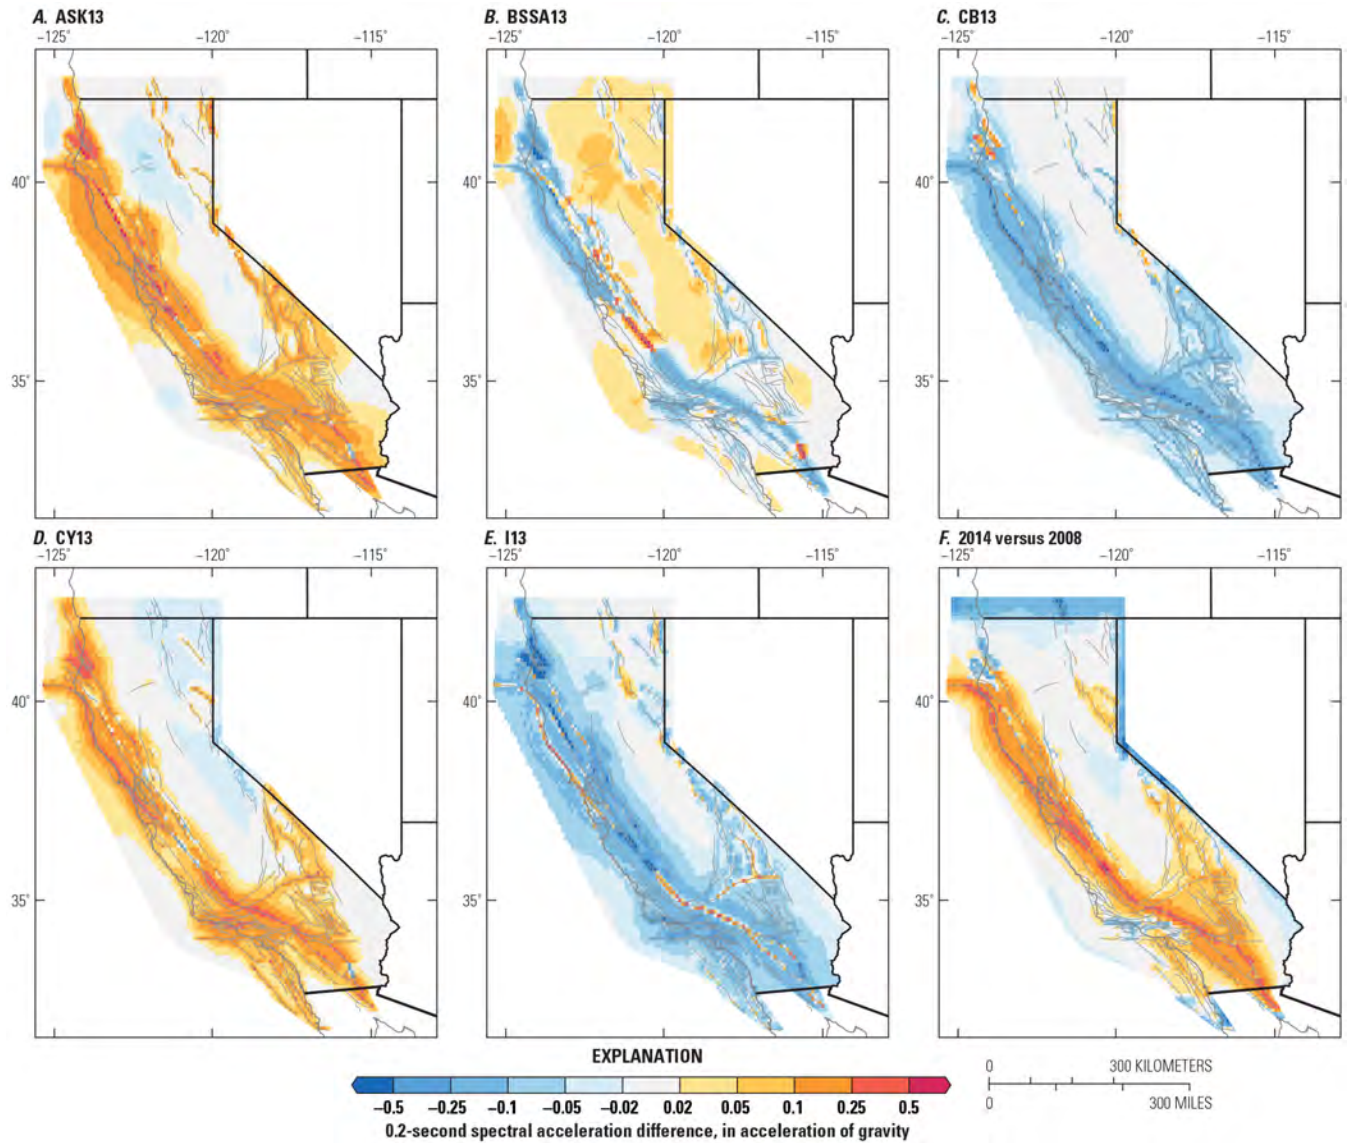 A. ASK13
B. BSSA13
C. CB13
−125° −120° −115°
−125° −120° −115°
−125° −120° −115°
40°
35°
40°
35°
40°
35°
D. CY13
E. I13
F. 2014 versus 2008
−125° −120° −115°
−125° −120° −115°
−125° −120° −115°
40°
35°
40°
35°
40°
35°
EXPLANATION
−0.5 −0.25 −0.1 −0.05 −0.02 0.02 0.05 0.1 0.25 0.5
0.2-second spectral acceleration difference, in acceleration of gravity
0 300 KILOMETERS
0 300 MILES